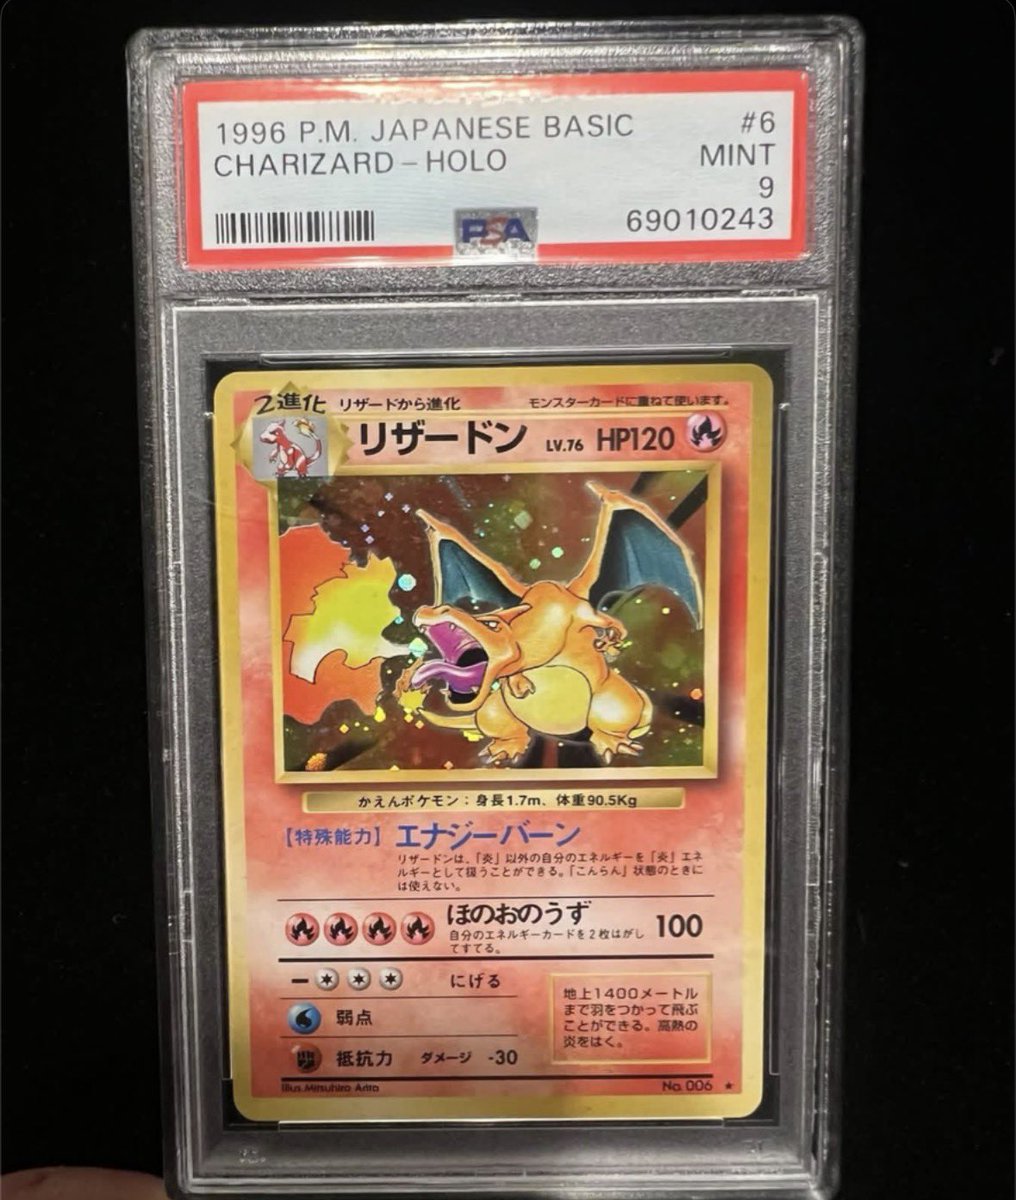 1996 P.M. JAPANESE BASIC #6
CHARIZARD - HOLO MINT
9
PSA 69010243
2進化 リザードから進化 モンスターカードに重ねて使います。
リザードン LV.76 HP120
かえんポケモン：身長1.7m、体重90.5Kg
【特殊能力】エナジーバーン
リザードンは、「炎」以外の自分のエネルギーを「炎」エネ
ルギーとして扱うことができる。「こんらん」状態のときに
は使えない。
ほのおのうず 100
自分のエネルギーカードを2枚はがし
てすてる。
にげる
弱点
抵抗力 ダメージ -30
地上1400メートル
まで羽をつかって飛ぶ
ことができる。高熱の
炎をはく。
Illus.Mitsuhiro Arita No. 006 ★